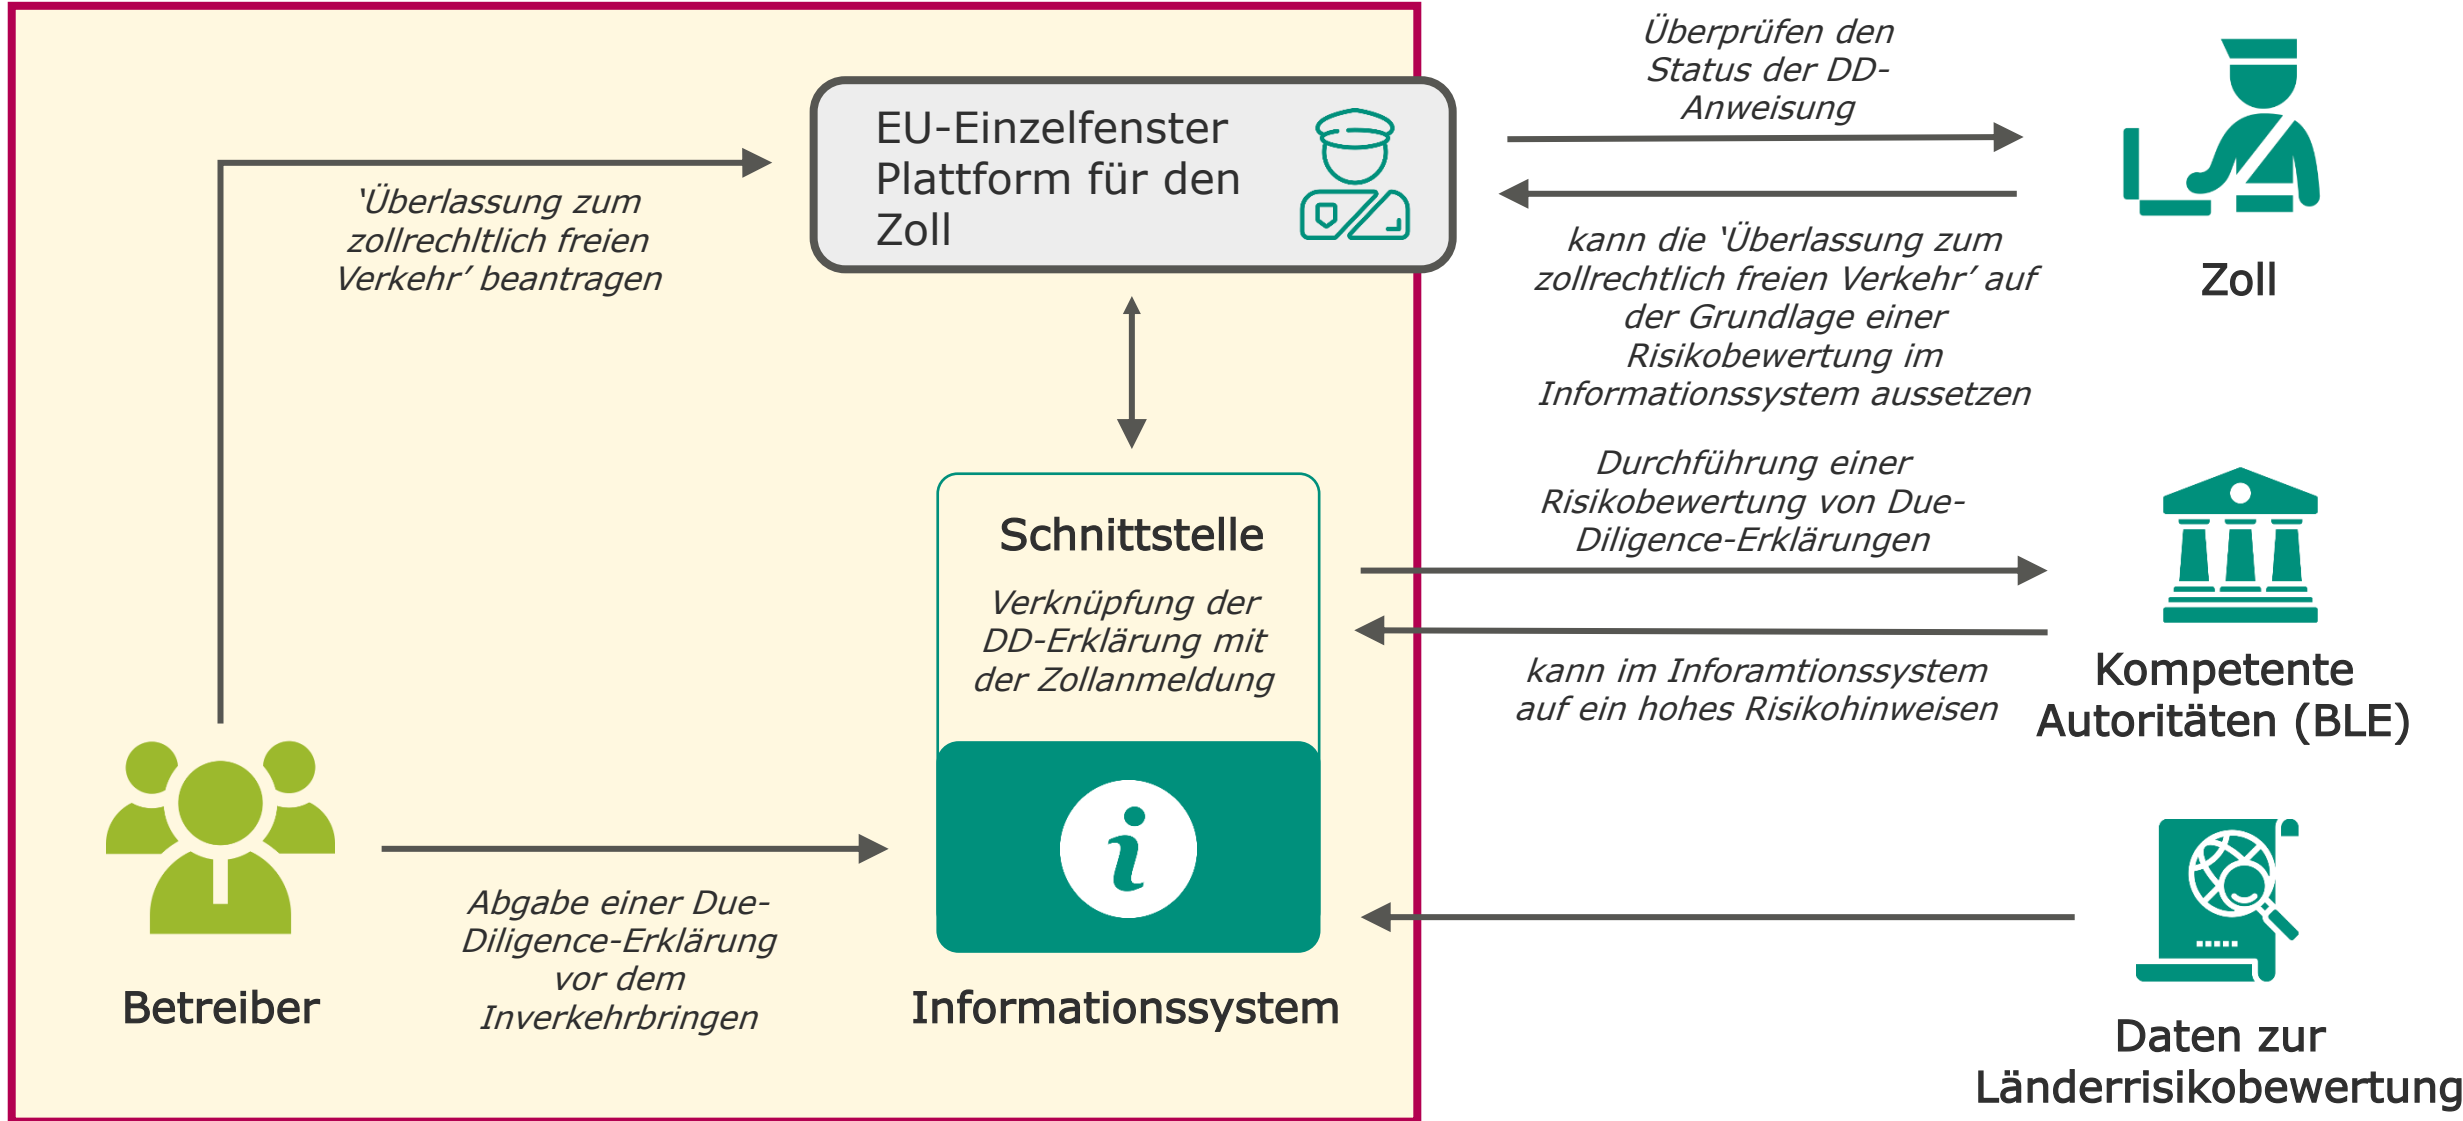 Überprüfen den
Status der DD-
Anweisung
EU-Einzelfenster
Plattform für den
Zoll
‘Überlassung zum
zollrechltlich freien
Verkehr’ beantragen
kann die ‘Überlassung zum
zollrechtlich freien Verkehr’ auf
der Grundlage einer
Risikobewertung im
Informationssystem aussetzen
Zoll
Durchführung einer
Risikobewertung von Due-
Diligence-Erklärungen
Schnittstelle
Verknüpfung der
DD-Erklärung mit
der Zollanmeldung
kann im Inforamtionssystem
auf ein hohes Risikohinweisen
Kompetente
Autoritäten (BLE)
Abgabe einer Due-
Diligence-Erklärung
vor dem
Inverkehrbringen
Betreiber
Informationssystem
Daten zur
Länderrisikobewertung